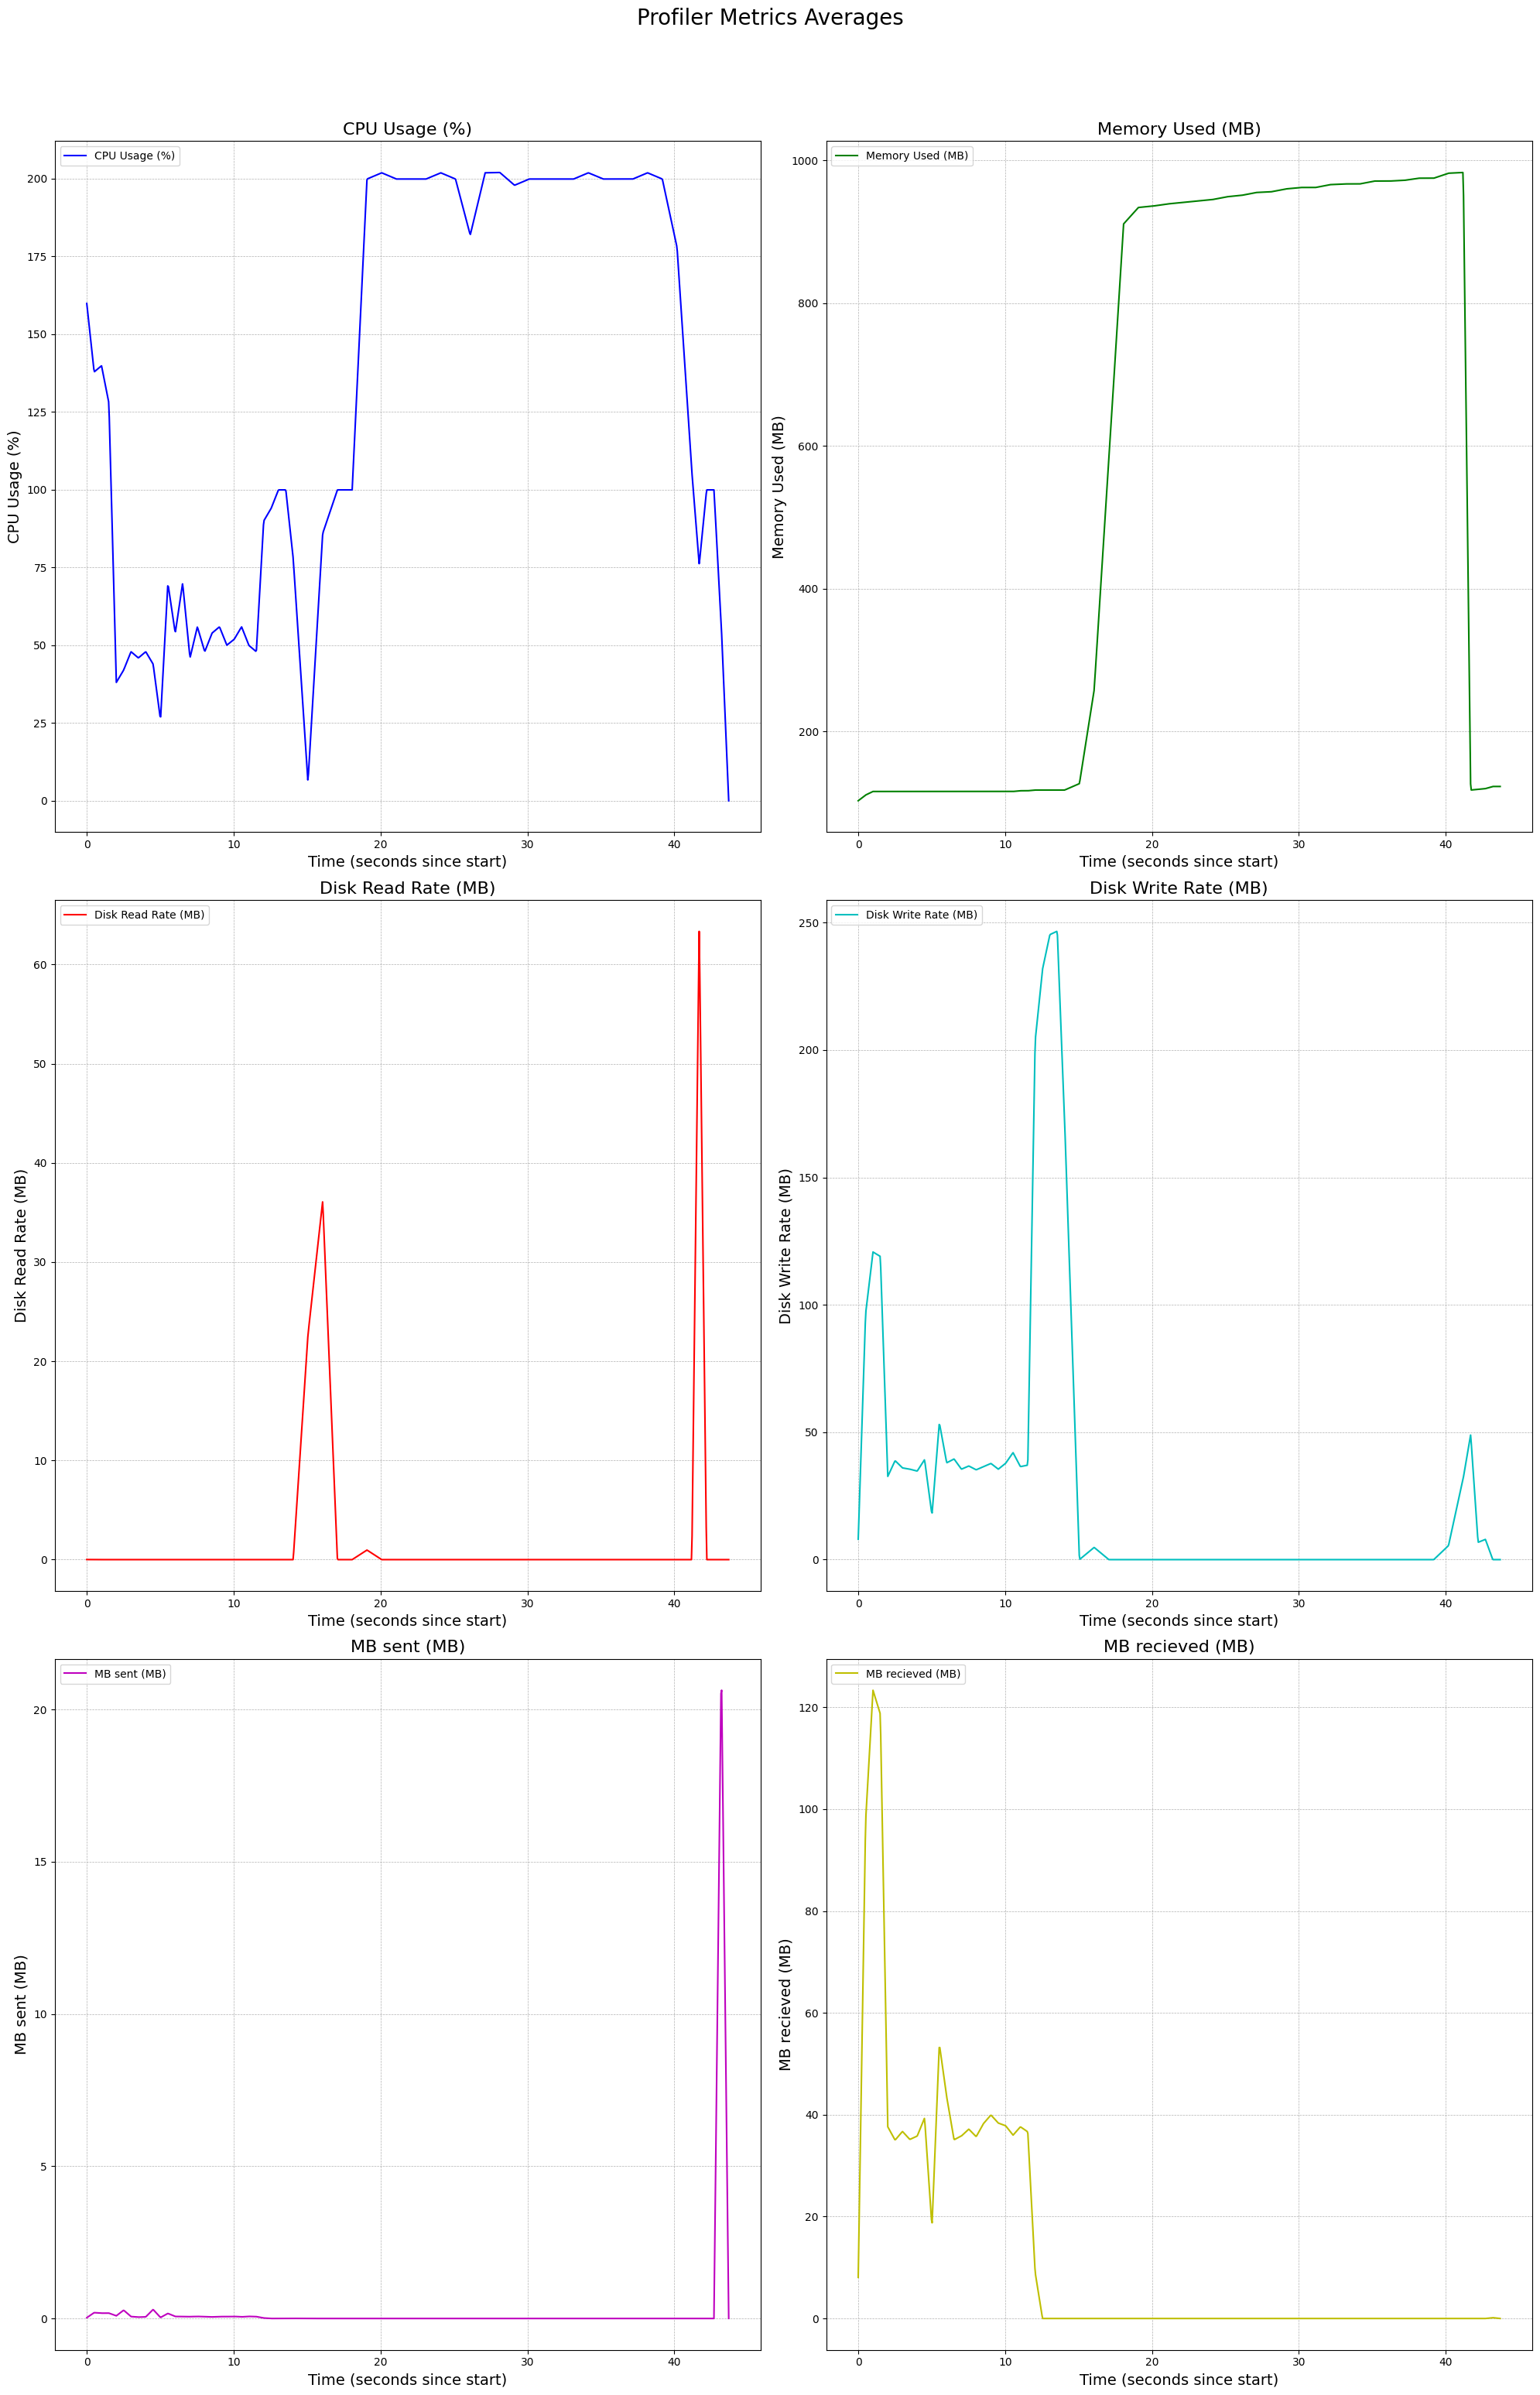 Profiler Metrics Averages
CPU Usage (%)
CPU Usage (%)
CPU Usage (%)
200
175
150
125
100
75
50
25
0
0 10 20 30 40
Time (seconds since start)
Memory Used (MB)
Memory Used (MB)
Memory Used (MB)
1000
800
600
400
200
0 10 20 30 40
Time (seconds since start)
Disk Read Rate (MB)
Disk Read Rate (MB)
Disk Read Rate (MB)
60
50
40
30
20
10
0
0 10 20 30 40
Time (seconds since start)
Disk Write Rate (MB)
Disk Write Rate (MB)
Disk Write Rate (MB)
250
200
150
100
50
0
0 10 20 30 40
Time (seconds since start)
MB sent (MB)
MB sent (MB)
MB sent (MB)
20
15
10
5
0
0 10 20 30 40
Time (seconds since start)
MB recieved (MB)
MB recieved (MB)
MB recieved (MB)
120
100
80
60
40
20
0
0 10 20 30 40
Time (seconds since start)